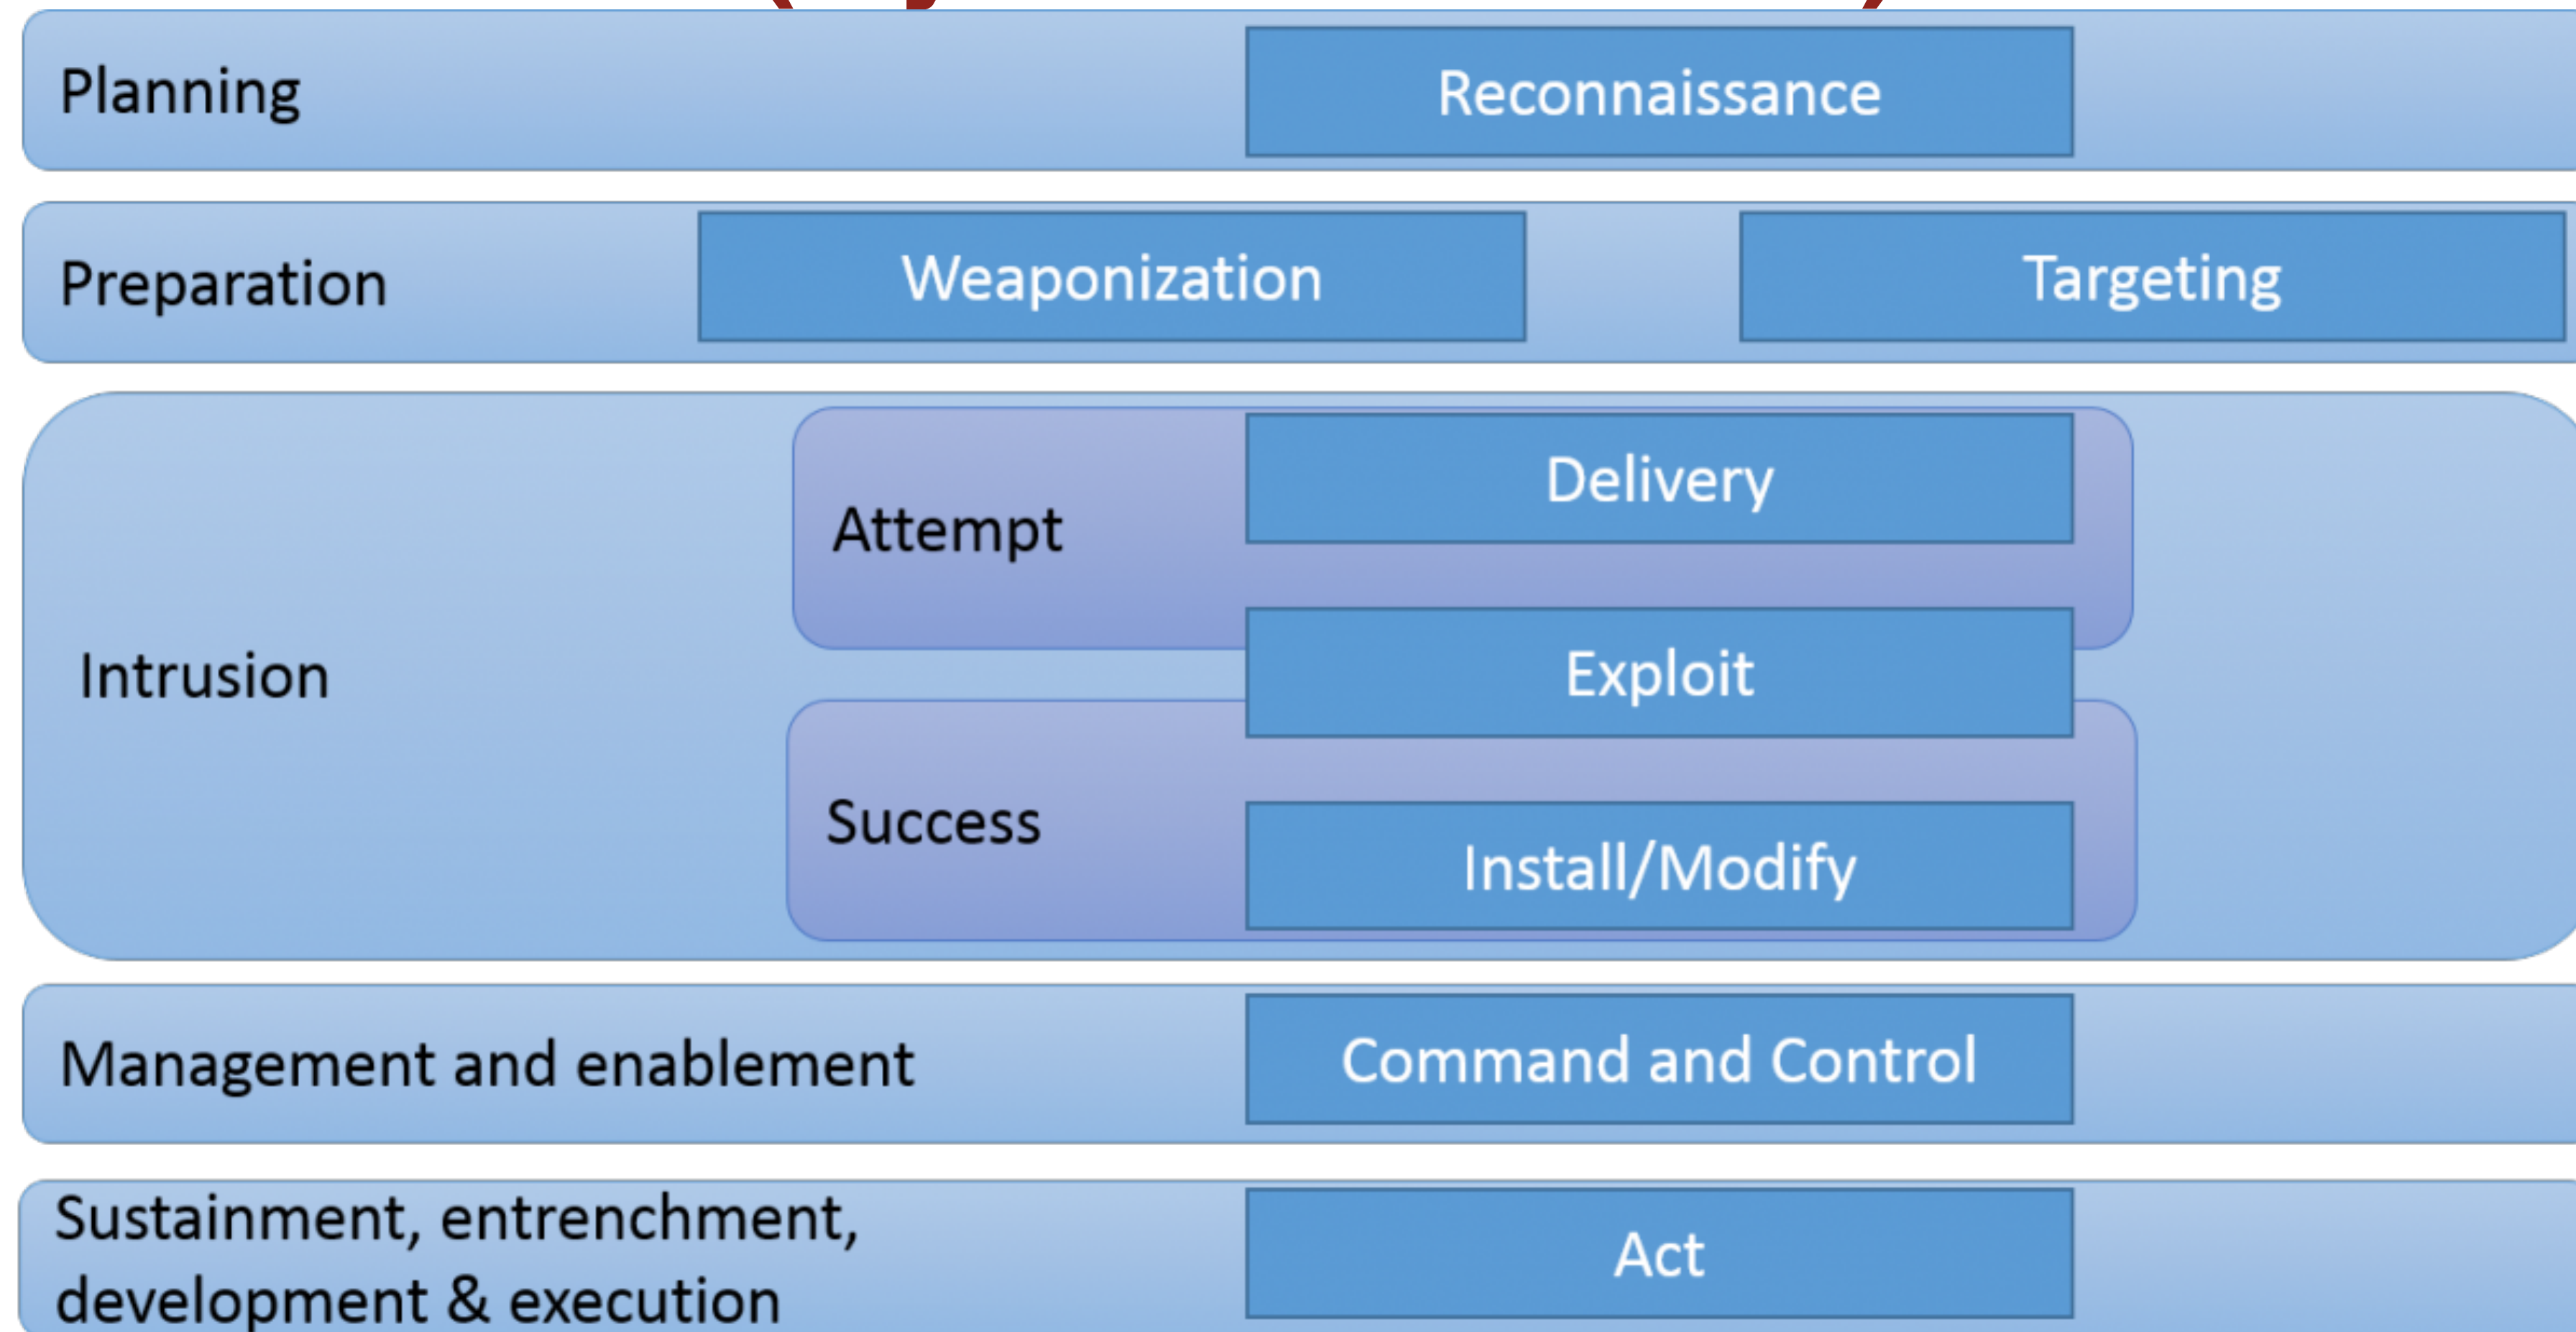 Planning
Reconnaissance
Preparation
Weaponization
Targeting
Intrusion
Attempt
Delivery
Exploit
Success
Install/Modify
Management and enablement
Command and Control
Sustainment, entrenchment,
development & execution
Act